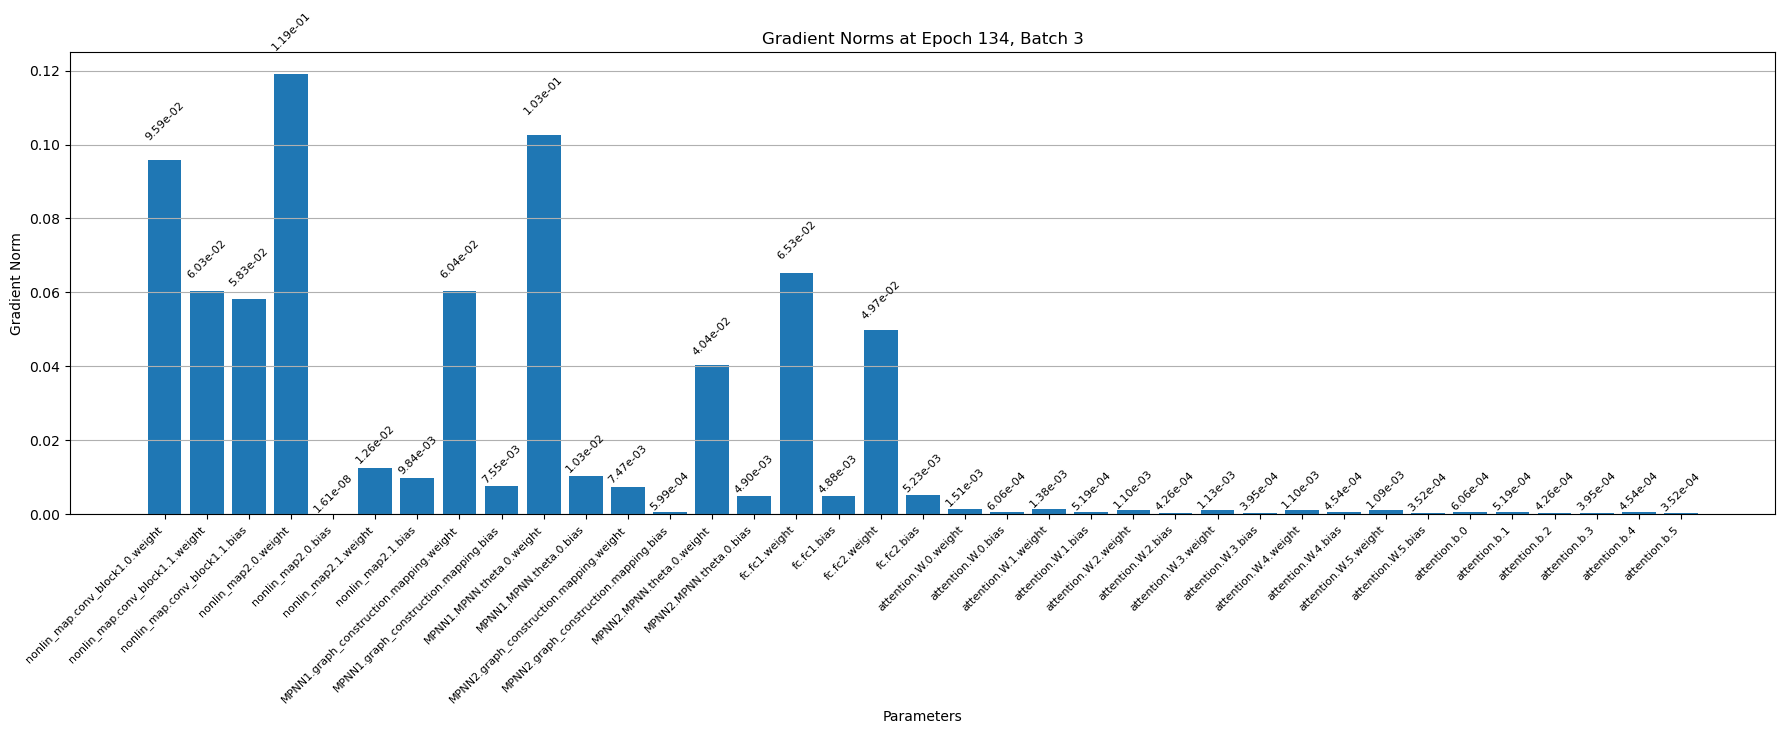 Gradient Norms at Epoch 134, Batch 3
Gradient Norm
0.12
0.10
0.08
0.06
0.04
0.02
0.00
9.59e-02
6.03e-02
5.83e-02
1.19e-01
1.61e-08
1.26e-02
9.84e-03
6.04e-02
7.55e-03
1.03e-01
1.03e-02
7.47e-03
5.99e-04
4.04e-02
4.90e-03
6.53e-02
4.88e-03
4.97e-02
5.23e-03
1.51e-03
6.06e-04
1.38e-03
5.19e-04
1.10e-03
4.26e-04
1.13e-03
3.95e-04
1.10e-03
4.54e-04
1.09e-03
3.52e-04
6.06e-04
5.19e-04
4.26e-04
3.95e-04
4.54e-04
3.52e-04
nonlin_map.conv_block1.0.weight
nonlin_map.conv_block1.1.weight
nonlin_map.conv_block1.1.bias
nonlin_map2.0.weight
nonlin_map2.0.bias
nonlin_map2.1.weight
nonlin_map2.1.bias
MPNN1.graph_construction.mapping.weight
MPNN1.graph_construction.mapping.bias
MPNN1.MPNN.theta.0.weight
MPNN1.MPNN.theta.0.bias
MPNN2.graph_construction.mapping.weight
MPNN2.graph_construction.mapping.bias
MPNN2.MPNN.theta.0.weight
MPNN2.MPNN.theta.0.bias
fc.fc1.weight
fc.fc1.bias
fc.fc2.weight
fc.fc2.bias
attention.W.0.weight
attention.W.0.bias
attention.W.1.weight
attention.W.1.bias
attention.W.2.weight
attention.W.2.bias
attention.W.3.weight
attention.W.3.bias
attention.W.4.weight
attention.W.4.bias
attention.W.5.weight
attention.W.5.bias
attention.b.0
attention.b.1
attention.b.2
attention.b.3
attention.b.4
attention.b.5
Parameters